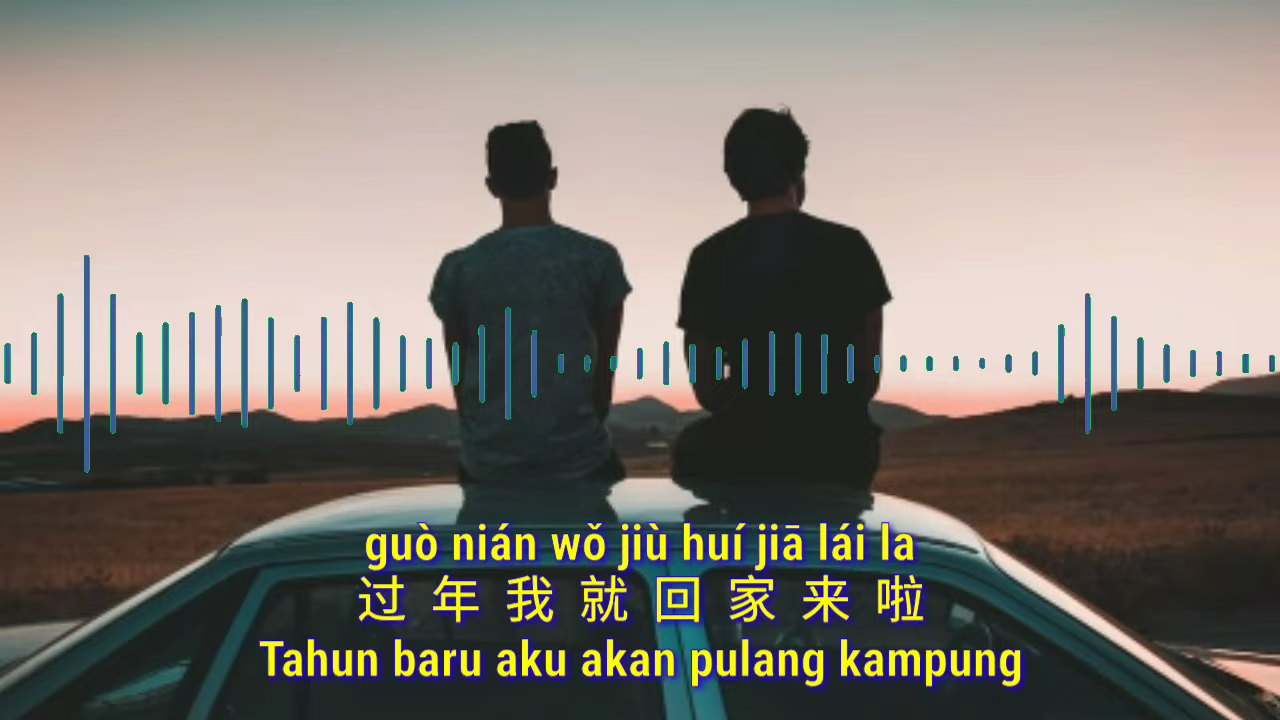 guò nián wǒ jiù huí jiā lái la
过年我就回家来啦
Tahun baru aku akan pulang kampung